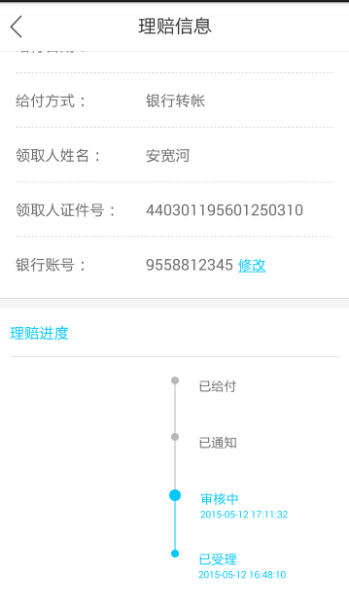 理赔信息
给付方式：
银行转帐
领取人姓名：
安宽河
领取人证件号：
440301195601250310
银行账号：
9558812345 修改
理赔进度
已给付
已通知
审核中
2015-05-12 17:11:32
已受理
2015-05-12 16:48:10